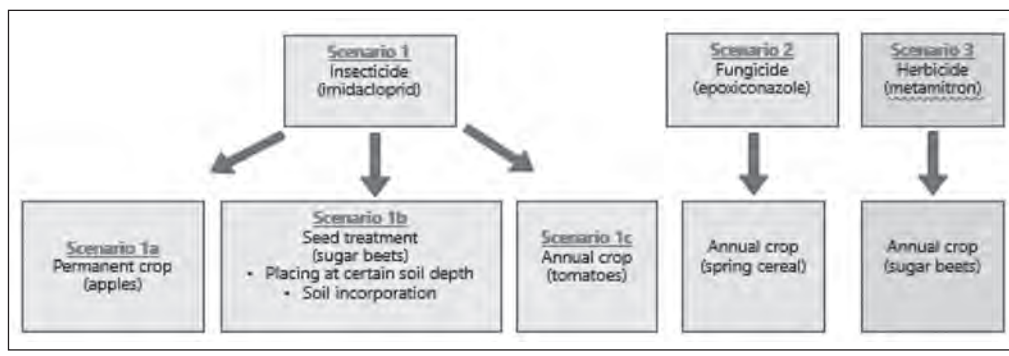 Scenario 1
Insecticide
(imidacloprid)
Scenario 2
Fungicide
(epoxiconazole)
Scenario 3
Herbicide
(metamitron)
Scenario 1a
Permanent crop
(apples)
Scenario 1b
Seed treatment
(sugar beets)
• Placing at certain soil depth
• Soil incorporation
Scenario 1c
Annual crop
(tomatoes)
Annual crop
(spring cereal)
Annual crop
(sugar beets)